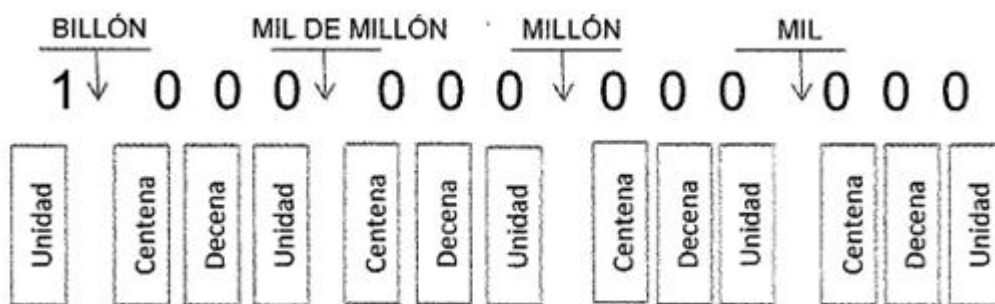 BILLÓN MIL DE MILLÓN MILLÓN MIL
1 0 0 0 0 0 0 0 0 0 0 0 0
Unidad Centena Decena Unidad Centena Decena Unidad Centena Decena Unidad Centena Decena Unidad